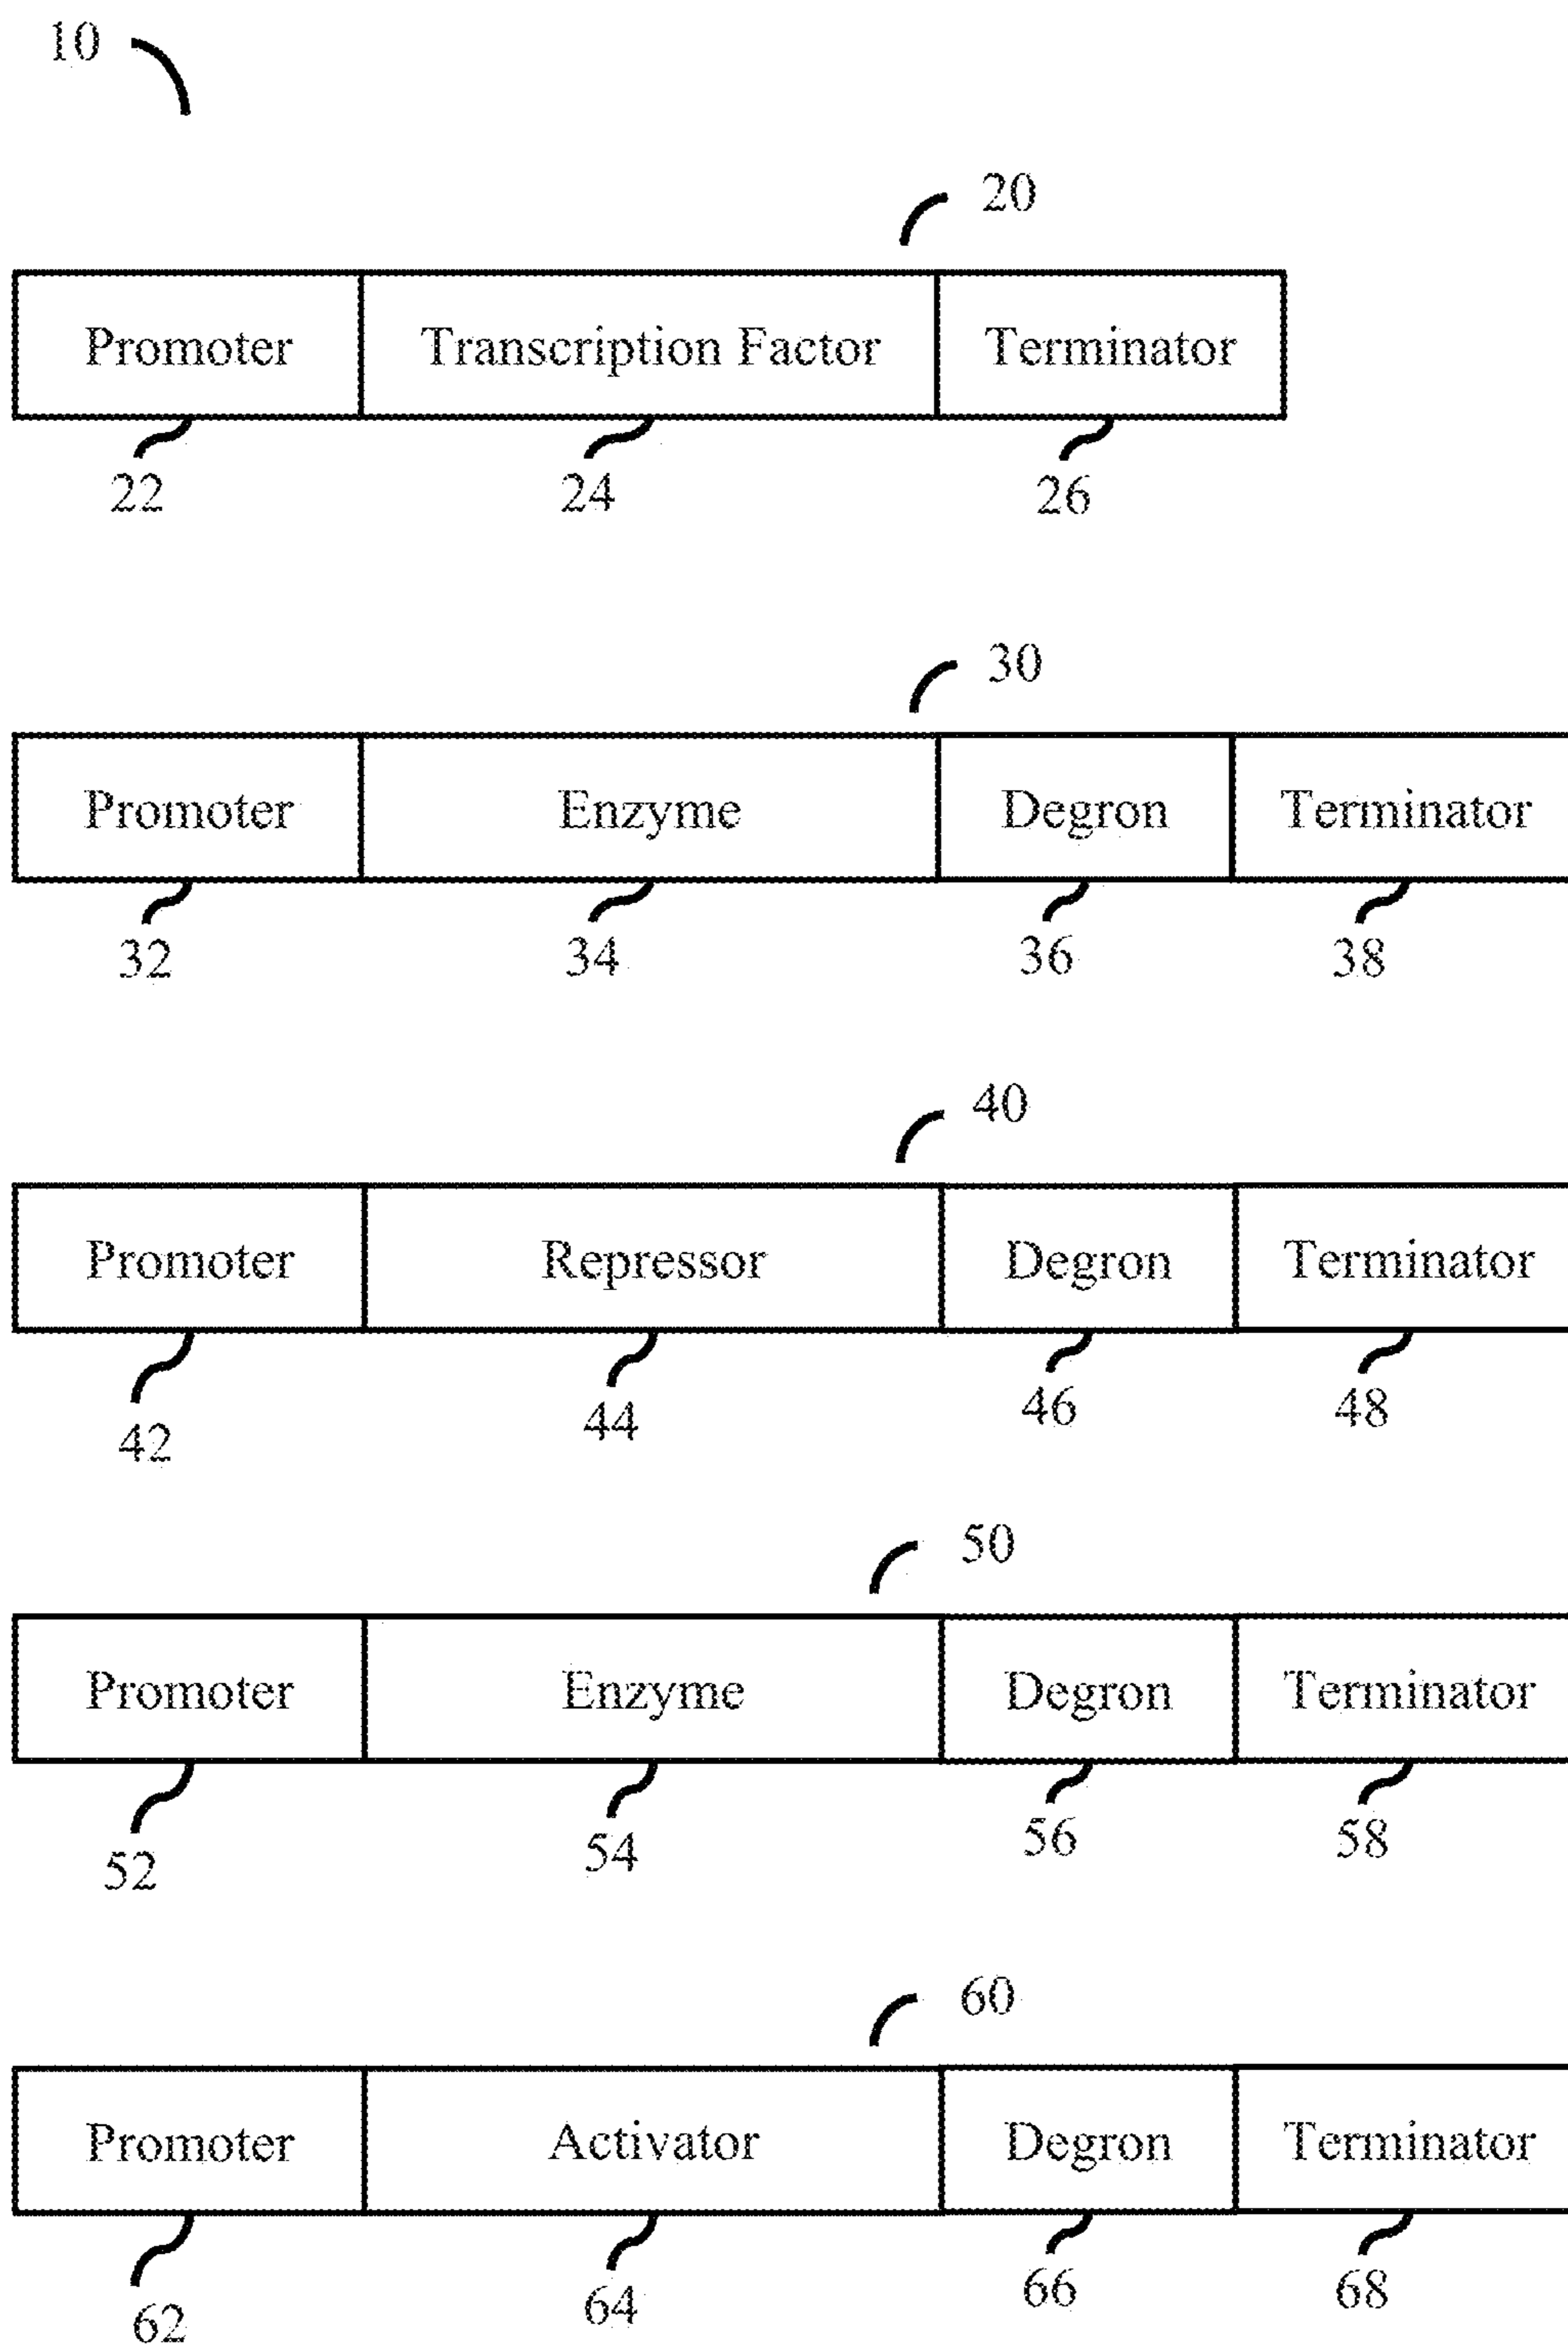 10
20
Promoter Transcription Factor Terminator
22 24 26
30
Promoter Enzyme Degron Terminator
32 34 36 38
40
Promoter Repressor Degron Terminator
42 44 46 48
50
Promoter Enzyme Degron Terminator
52 54 56 58
60
Promoter Activator Degron Terminator
62 64 66 68